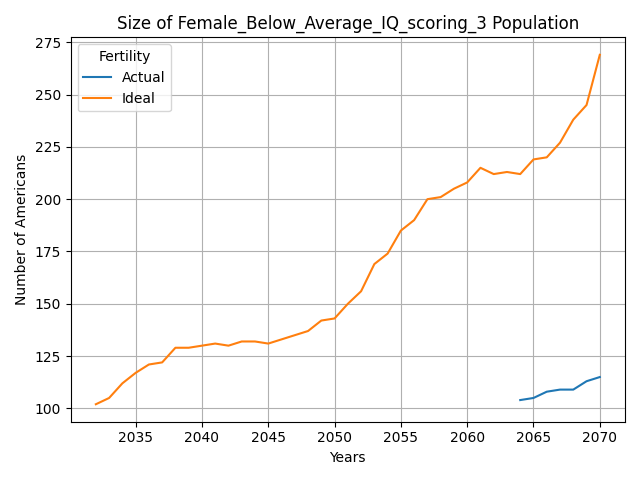 Size of Female_Below_Average_IQ_scoring_3 Population
Fertility
Actual
Ideal
Number of Americans
275
250
225
200
175
150
125
100
2035 2040 2045 2050 2055 2060 2065 2070
Years